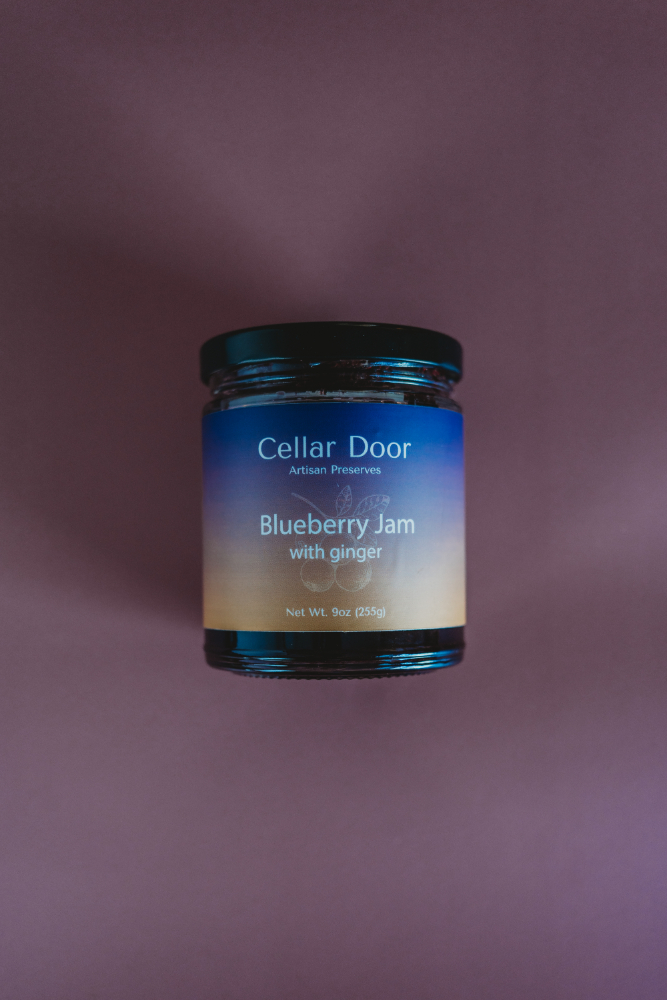 Cellar Door
Artisan Preserves
Blueberry Jam
with ginger
Net Wt. 9oz (255g)